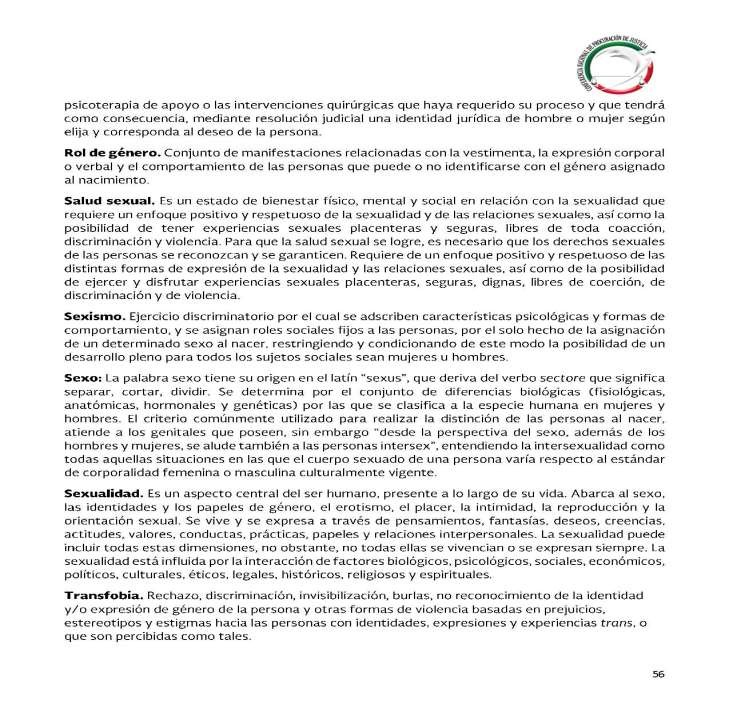 CONFERENCIA NACIONAL DE PROCURACIÓN DE JUSTICIA
psicoterapia de apoyo o las intervenciones quirúrgicas que haya requerido su proceso y que tendrá
como consecuencia, mediante resolución judicial una identidad jurídica de hombre o mujer según
elija y corresponda al deseo de la persona.
Rol de género. Conjunto de manifestaciones relacionadas con la vestimenta, la expresión corporal
o verbal y el comportamiento de las personas que puede o no identificarse con el género asignado
al nacimiento.
Salud sexual. Es un estado de bienestar físico, mental y social en relación con la sexualidad que
requiere un enfoque positivo y respetuoso de la sexualidad y de las relaciones sexuales, así como la
posibilidad de tener experiencias sexuales placenteras y seguras, libres de toda coacción,
discriminación y violencia. Para que la salud sexual se logre, es necesario que los derechos sexuales
de las personas se reconozcan y se garanticen. Requiere de un enfoque positivo y respetuoso de las
distintas formas de expresión de la sexualidad y las relaciones sexuales, así como de la posibilidad
de ejercer y disfrutar experiencias sexuales placenteras, seguras, dignas, libres de coerción, de
discriminación y de violencia.
Sexismo. Ejercicio discriminatorio por el cual se adscriben características psicológicas y formas de
comportamiento, y se asignan roles sociales fijos a las personas, por el solo hecho de la asignación
de un determinado sexo al nacer, restringiendo y condicionando de este modo la posibilidad de un
desarrollo pleno para todos los sujetos sociales sean mujeres u hombres.
Sexo: La palabra sexo tiene su origen en el latín "sexus", que deriva del verbo sectore que significa
separar, cortar, dividir. Se determina por el conjunto de diferencias biológicas (fisiológicas,
anatómicas, hormonales y genéticas) por las que se clasifica a la especie humana en mujeres y
hombres. El criterio comúnmente utilizado para realizar la distinción de las personas al nacer,
atiende a los genitales que poseen, sin embargo "desde la perspectiva del sexo, además de los
hombres y mujeres, se alude también a las personas intersex", entendiendo la intersexualidad como
todas aquellas situaciones en las que el cuerpo sexuado de una persona varía respecto al estándar
de corporalidad femenina o masculina culturalmente vigente.
Sexualidad. Es un aspecto central del ser humano, presente a lo largo de su vida. Abarca al sexo,
las identidades y los papeles de género, el erotismo, el placer, la intimidad, la reproducción y la
orientación sexual. Se vive y se expresa a través de pensamientos, fantasías, deseos, creencias,
actitudes, valores, conductas, prácticas, papeles y relaciones interpersonales. La sexualidad puede
incluir todas estas dimensiones, no obstante, no todas ellas se vivencian o se expresan siempre. La
sexualidad está influida por la interacción de factores biológicos, psicológicos, sociales, económicos,
políticos, culturales, éticos, legales, históricos, religiosos y espirituales.
Transfobia. Rechazo, discriminación, invisibilización, burlas, no reconocimiento de la identidad
y/o expresión de género de la persona y otras formas de violencia basadas en prejuicios,
estereotipos y estigmas hacia las personas con identidades, expresiones y experiencias trans, o
que son percibidas como tales.
56